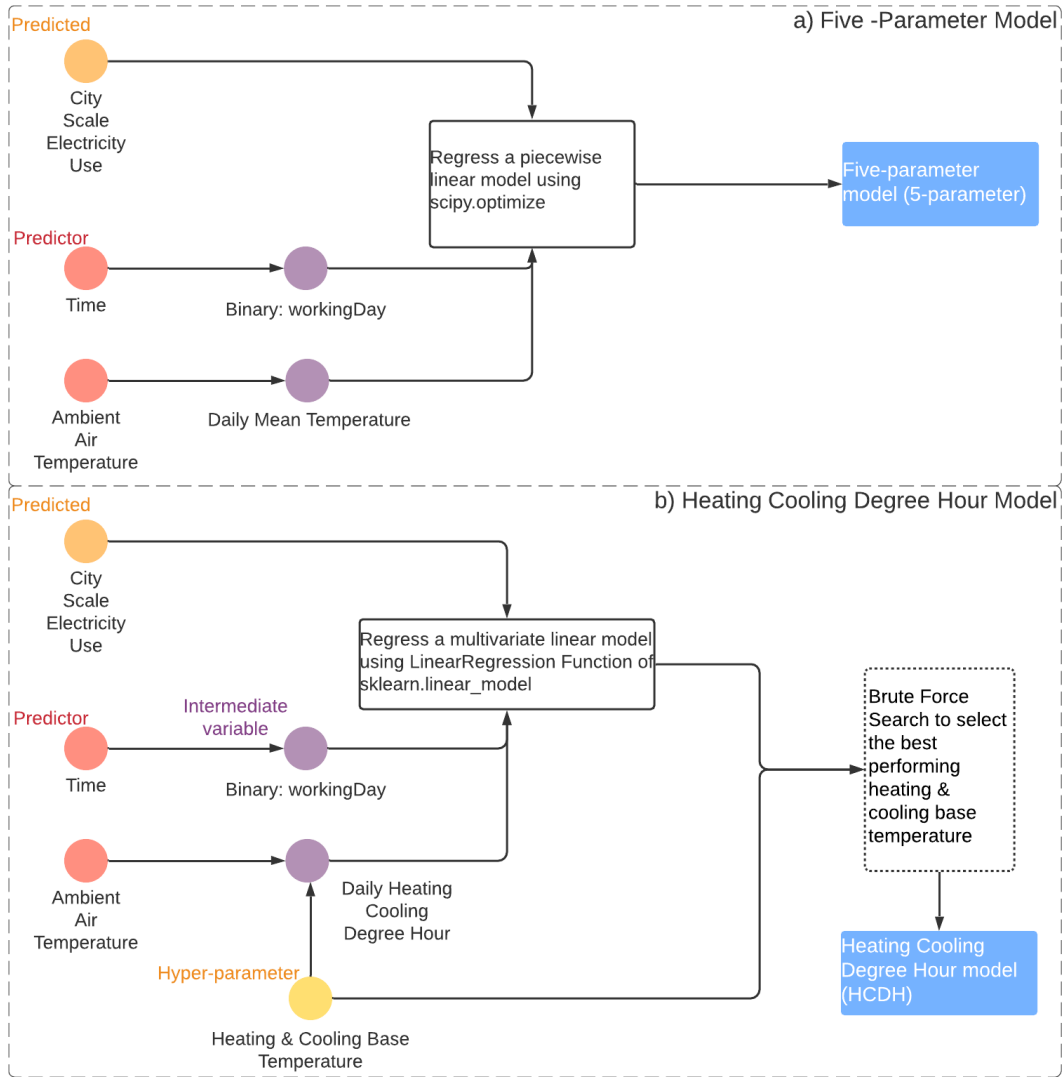 a) Five -Parameter Model
Predicted
City
Scale
Electricity
Use
Regress a piecewise
linear model using
scipy.optimize
Five-parameter
model (5-parameter)
Predictor
Time
Binary: workingDay
Ambient
Air
Temperature
Daily Mean Temperature
b) Heating Cooling Degree Hour Model
Predicted
City
Scale
Electricity
Use
Regress a multivariate linear model
using LinearRegression Function of
sklearn.linear_model
Predictor
Time
Intermediate
variable
Binary: workingDay
Brute Force
Search to select
the best
performing
heating &
cooling base
temperature
Ambient
Air
Temperature
Daily Heating
Cooling
Degree Hour
Hyper-parameter
Heating & Cooling Base
Temperature
Heating Cooling
Degree Hour model
(HCDH)